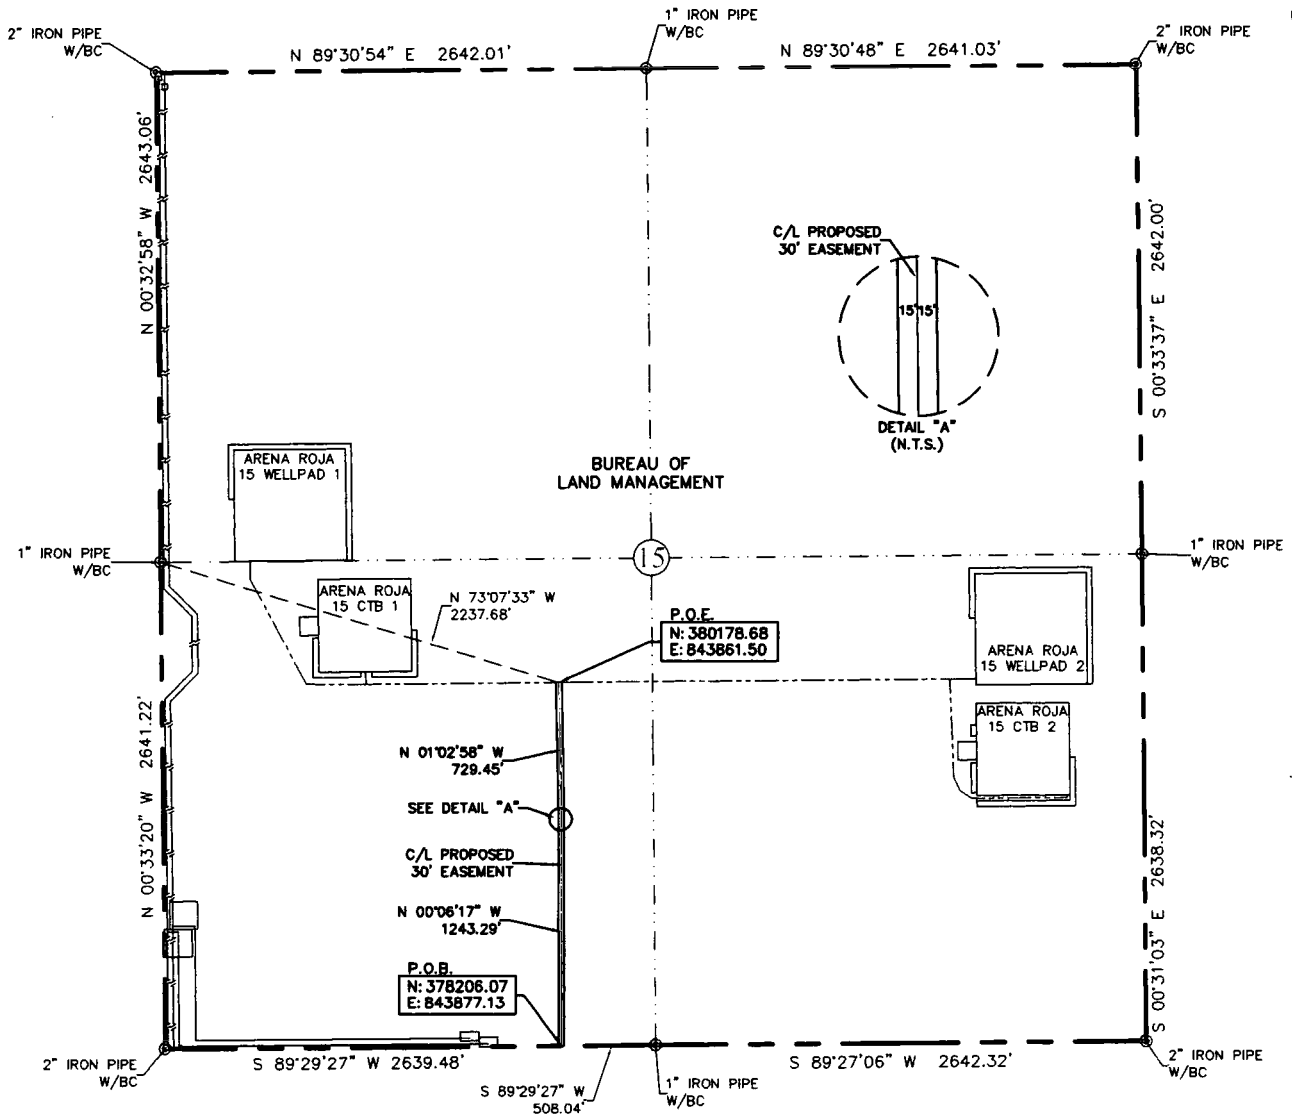 1" IRON PIPE
W/BC
2" IRON PIPE
W/BC
2" IRON PIPE
W/BC
N 89°30'54" E 2642.01'
N 89°30'48" E 2641.03'
N 00°32'58" W 2643.06'
S 00°33'37" E 2642.00'
C/L PROPOSED
30' EASEMENT
15' 15'
DETAIL "A"
(N.T.S.)
ARENA ROJA
15 WELLPAD 1
BUREAU OF
LAND MANAGEMENT
1" IRON PIPE
W/BC
15
1" IRON PIPE
W/BC
ARENA ROJA
15 CTB 1
N 73°07'33" W
2237.68'
P.O.E.
N: 380178.68
E: 843861.50
ARENA ROJA
15 WELLPAD 2
ARENA ROJA
15 CTB 2
N 01°02'58" W
729.45'
SEE DETAIL "A"
C/L PROPOSED
30' EASEMENT
N 00°33'20" W 2641.22'
S 00°31'03" E 2638.32'
N 00°06'17" W
1243.29'
P.O.B.
N: 378206.07
E: 843877.13
2" IRON PIPE
W/BC
S 89°29'27" W 2639.48'
S 89°27'06" W 2642.32'
2" IRON PIPE
W/BC
S 89°29'27" W
508.04'
1" IRON PIPE
W/BC